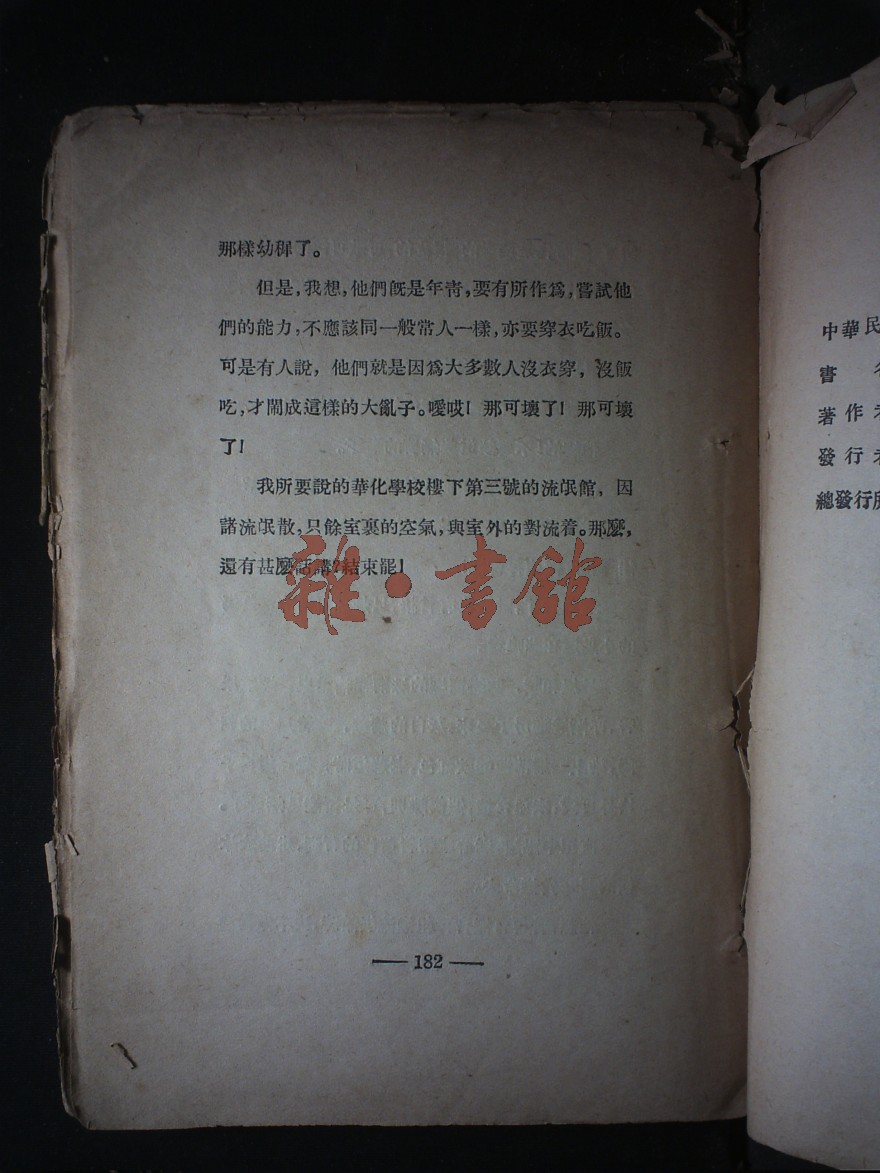 那樣幼稺了。
但是，我想，他們旣是年靑，要有所作爲，嘗試他
們的能力，不應該同一般常人一樣，亦要穿衣吃飯。
可是有人說，他們就是因爲大多數人沒衣穿，沒飯
吃，才鬧成這樣的大亂子。噯哎！那可壞了！那可壞
了！
我所要說的華化學校樓下第三號的流氓館，因
諸流氓散，只餘室裏的空氣，與室外的對流着。那麼，
還有甚麼話講？結束罷！
雜·書館
— 182 —
中華民
書
著作
發行
總發行所